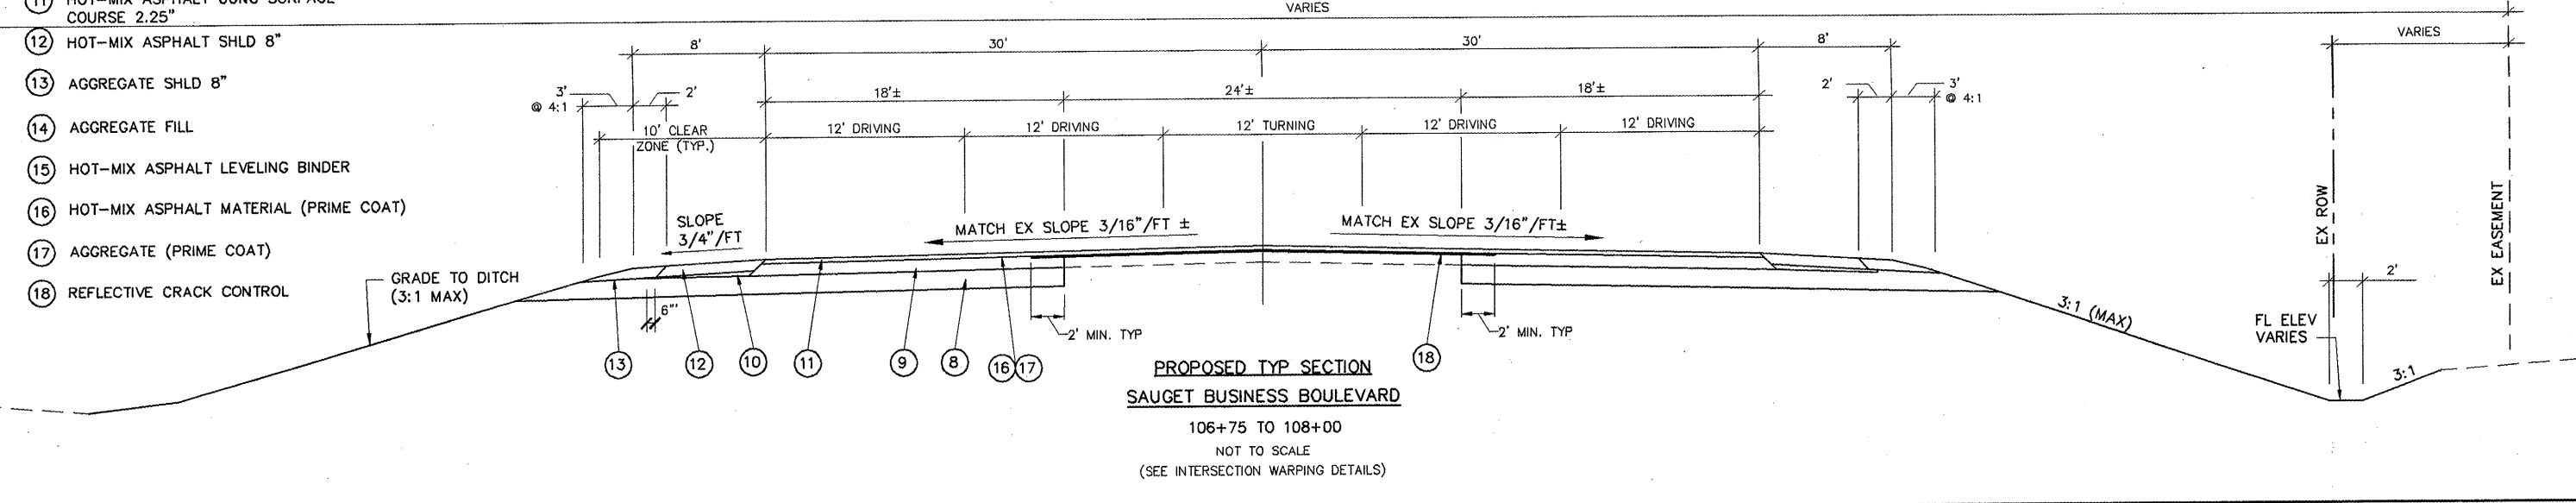 VARIES
COURSE 2.25"
12 HOT-MIX ASPHALT SHLD 8"
13 AGGREGATE SHLD 8"
14 AGGREGATE FILL
15 HOT-MIX ASPHALT LEVELING BINDER
16 HOT-MIX ASPHALT MATERIAL (PRIME COAT)
17 AGGREGATE (PRIME COAT)
18 REFLECTIVE CRACK CONTROL
8'
30'
30'
8'
VARIES
3'
@ 4:1
2'
18'±
24'±
18'±
2'
3'
@ 4:1
10' CLEAR
ZONE (TYP.)
12' DRIVING
12' DRIVING
12' TURNING
12' DRIVING
12' DRIVING
SLOPE
3/4"/FT
MATCH EX SLOPE 3/16"/FT ±
MATCH EX SLOPE 3/16"/FT±
EX ROW
EX EASEMENT
GRADE TO DITCH
(3:1 MAX)
6"'
2' MIN. TYP
2' MIN. TYP
3:1 (MAX)
FL ELEV
VARIES
2'
3:1
13
12
10
11
9
8
16
17
18
PROPOSED TYP SECTION
SAUGET BUSINESS BOULEVARD
106+75 TO 108+00
NOT TO SCALE
(SEE INTERSECTION WARPING DETAILS)